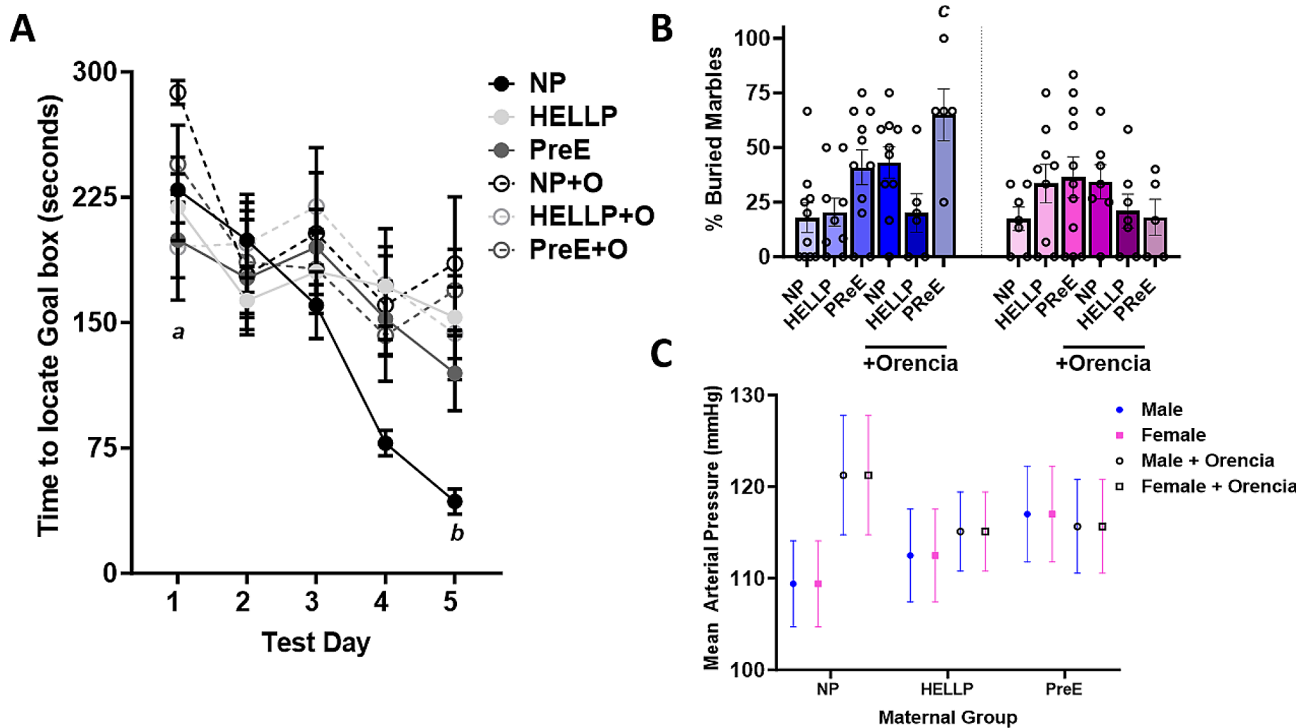 A
Time to locate Goal box (seconds)
300
225
150
75
0
1 2 3 4 5
Test Day
a
b
NP
HELLP
PreE
NP+O
HELLP+O
PreE+O
B
% Buried Marbles
100
75
50
25
0
c
NP HELLP PReE NP HELLP PReE
NP HELLP PReE NP HELLP PReE
+Orencia +Orencia
C
Mean Arterial Pressure (mmHg)
130
120
110
100
NP HELLP PreE
Maternal Group
Male
Female
Male + Orencia
Female + Orencia